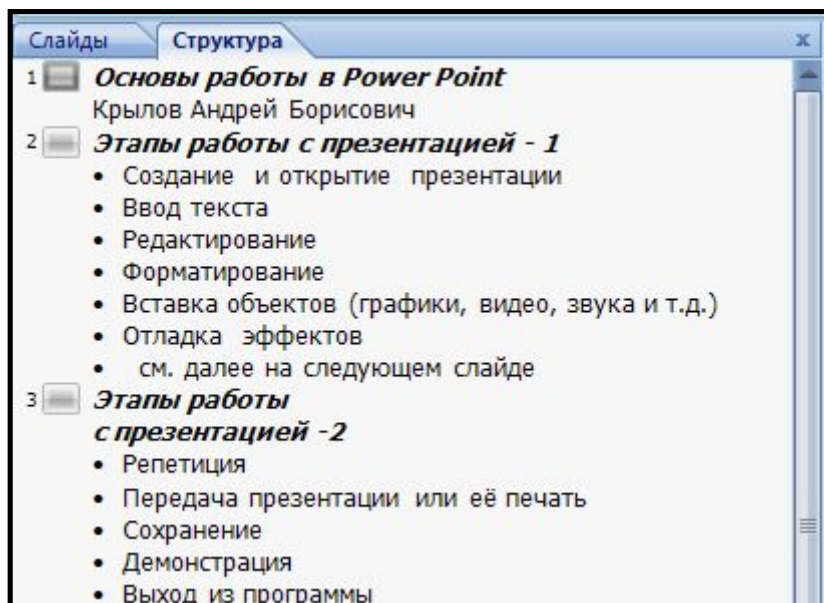 Слайды Структура x
1 Основы работы в Power Point
Крылов Андрей Борисович
2 Этапы работы с презентацией - 1
• Создание и открытие презентации
• Ввод текста
• Редактирование
• Форматирование
• Вставка объектов (графики, видео, звука и т.д.)
• Отладка эффектов
• см. далее на следующем слайде
3 Этапы работы
с презентацией -2
• Репетиция
• Передача презентации или её печать
• Сохранение
• Демонстрация
• Выход из программы